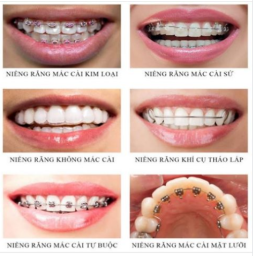 NIỀNG RĂNG MẮC CÀI KIM LOẠI
NIỀNG RĂNG MẮC CÀI SỨ
NIỀNG RĂNG KHÔNG MẮC CÀI
NIỀNG RĂNG KHÍ CỤ THÁO LẮP
NIỀNG RĂNG MẮC CÀI TỰ BUỘC
NIỀNG RĂNG MẮC CÀI MẶT LƯỠI